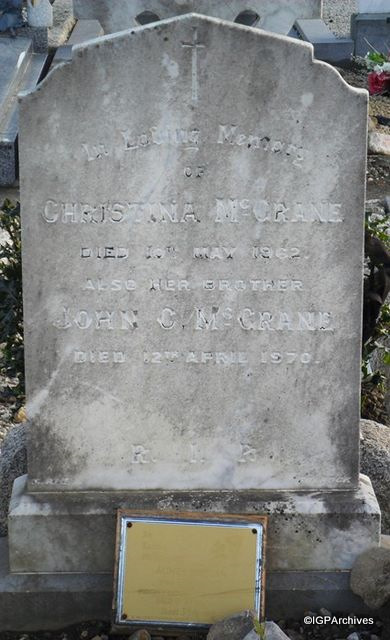 In Loving Memory
OF
CHRISTINA McCRANE
DIED 10TH MAY 1962.
ALSO HER BROTHER
JOHN C. McCRANE
DIED 12TH APRIL 1970.
R. I. P.
©IGPArchives